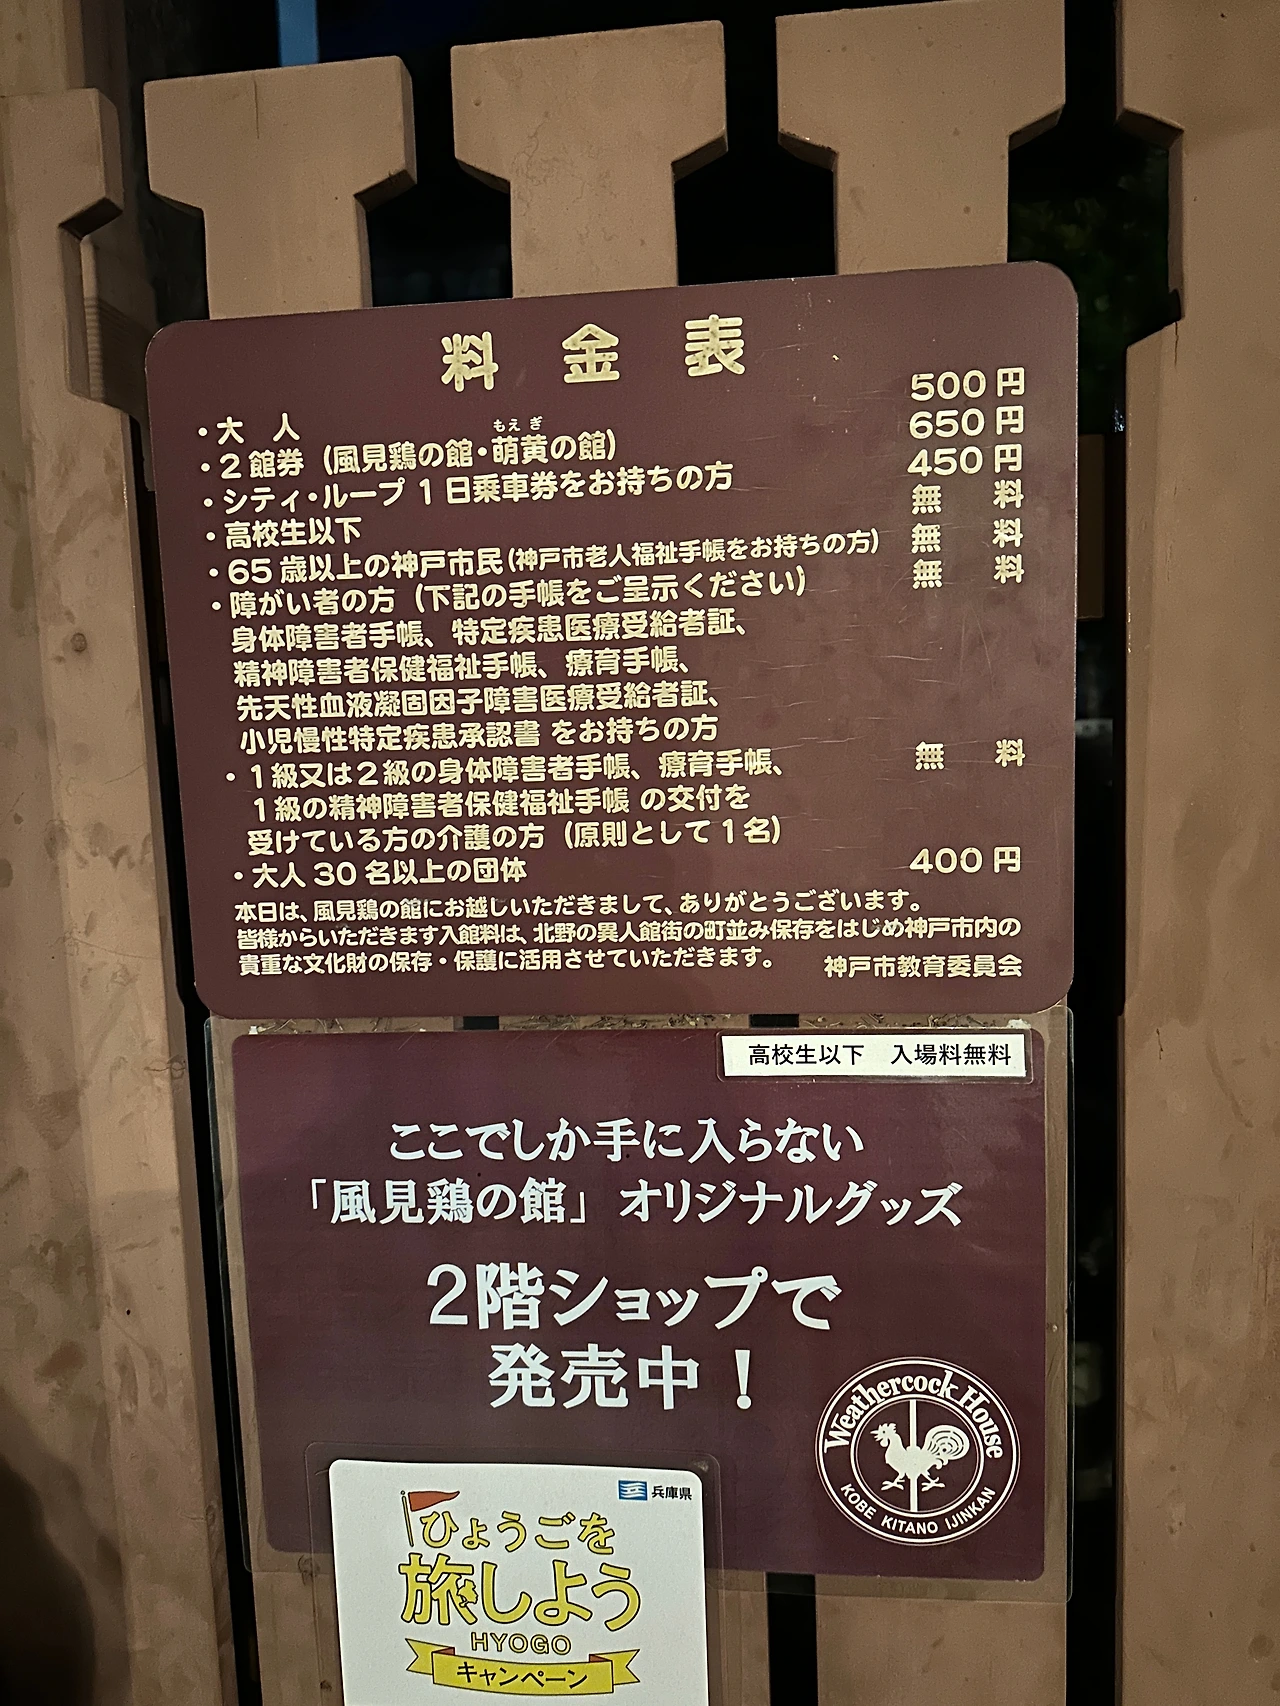 料金表
・大人 500円
・2館券(風見鶏の館・萌黄の館) 650円
もえぎ
・シティ・ループ1日乗車券をお持ちの方 450円
・高校生以下 無料
・65歳以上の神戸市民(神戸市老人福祉手帳をお持ちの方) 無料
・障がい者の方(下記の手帳をご呈示ください) 無料
身体障害者手帳、特定疾患医療受給者証、
精神障害者保健福祉手帳、療育手帳、
先天性血液凝固因子障害医療受給者証、
小児慢性特定疾患承認書 をお持ちの方
・1級又は2級の身体障害者手帳、療育手帳、 無料
1級の精神障害者保健福祉手帳 の交付を
受けている方の介護の方(原則として1名)
・大人30名以上の団体 400円
本日は、風見鶏の館にお越しいただきまして、ありがとうございます。
皆様からいただきます入館料は、北野の異人館街の町並み保存をはじめ神戸市内の
貴重な文化財の保存・保護に活用させていただきます。 神戸市教育委員会
高校生以下 入場料無料
ここでしか手に入らない
「風見鶏の館」オリジナルグッズ
2階ショップで
発売中!
Weathercock House
KOBE KITANO IJINKAN
兵庫県
ひょうごを
旅しよう
HYOGO
キャンペーン